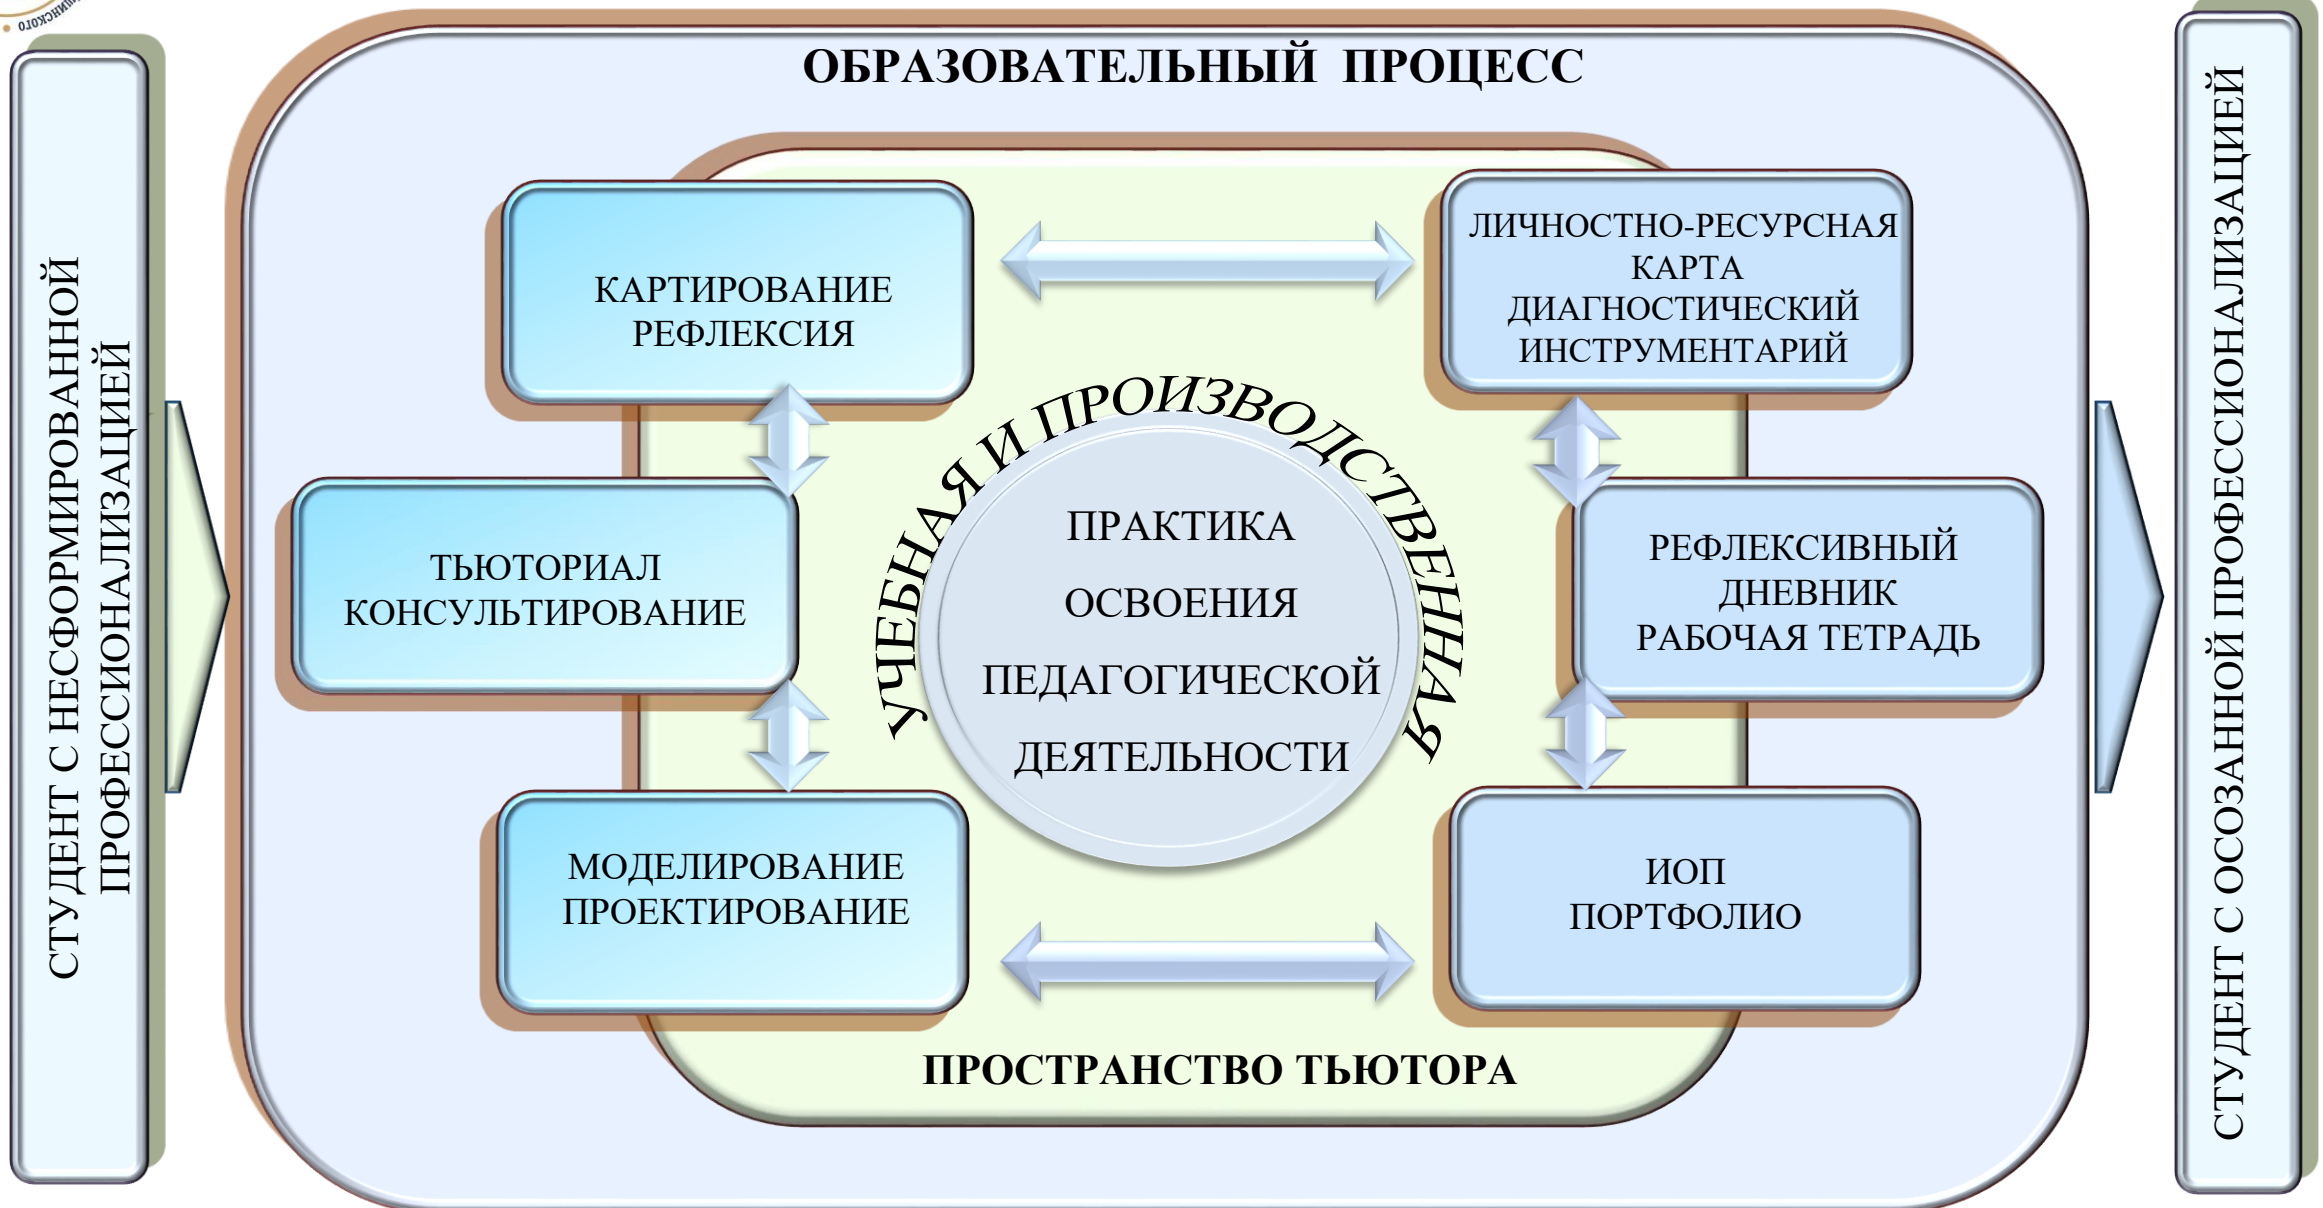 ОБРАЗОВАТЕЛЬНЫЙ ПРОЦЕСС
СТУДЕНТ С НЕСФОРМИРОВАННОЙ
ПРОФЕССИОНАЛИЗАЦИЕЙ
КАРТИРОВАНИЕ
РЕФЛЕКСИЯ
ТЬЮТОРИАЛ
КОНСУЛЬТИРОВАНИЕ
МОДЕЛИРОВАНИЕ
ПРОЕКТИРОВАНИЕ
УЧЕБНАЯ И ПРОИЗВОДСТВЕННАЯ
ПРАКТИКА
ОСВОЕНИЯ
ПЕДАГОГИЧЕСКОЙ
ДЕЯТЕЛЬНОСТИ
ЛИЧНОСТНО-РЕСУРСНАЯ
КАРТА
ДИАГНОСТИЧЕСКИЙ
ИНСТРУМЕНТАРИЙ
РЕФЛЕКСИВНЫЙ
ДНЕВНИК
РАБОЧАЯ ТЕТРАДЬ
ИОП
ПОРТФОЛИО
ПРОСТРАНСТВО ТЬЮТОРА
СТУДЕНТ С ОСОЗАННОЙ ПРОФЕССИОНАЛИЗАЦИЕЙ